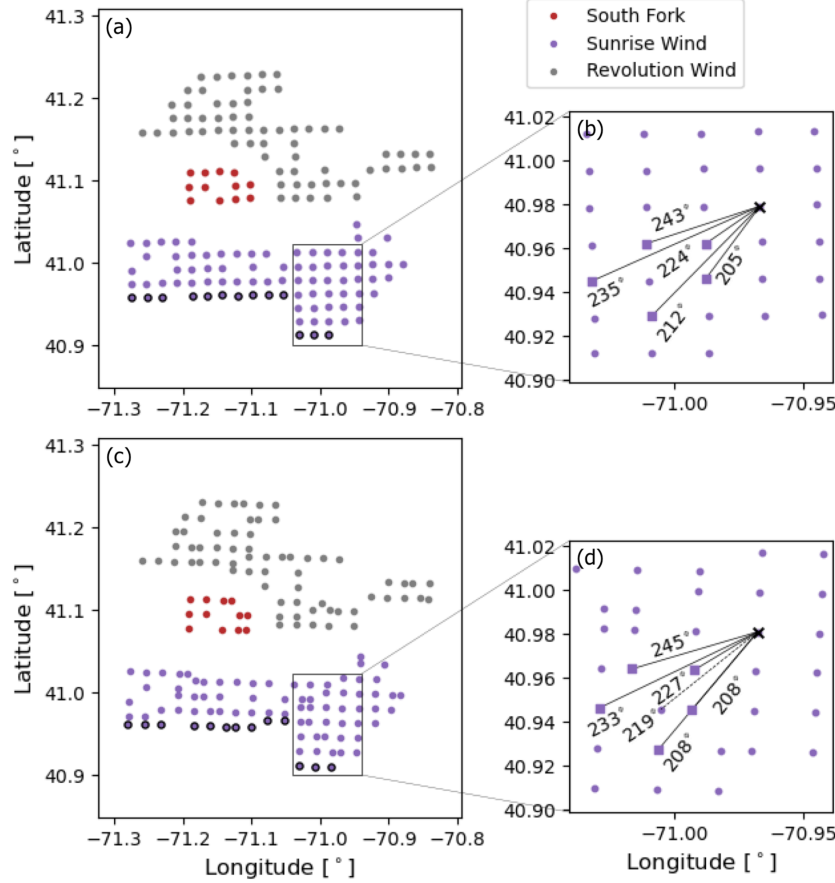 South Fork
Sunrise Wind
Revolution Wind
(a)
41.3
41.2
41.1
41.0
40.9
Latitude [°]
−71.3 −71.2 −71.1 −71.0 −70.9 −70.8
(b)
41.02
41.00
40.98
40.96
40.94
40.92
40.90
243°
224°
205°
235°
212°
−71.00 −70.95
(c)
41.3
41.2
41.1
41.0
40.9
Latitude [°]
−71.3 −71.2 −71.1 −71.0 −70.9 −70.8
Longitude [°]
(d)
41.02
41.00
40.98
40.96
40.94
40.92
40.90
245°
227°
208°
233°
219°
208°
−71.00 −70.95
Longitude [°]